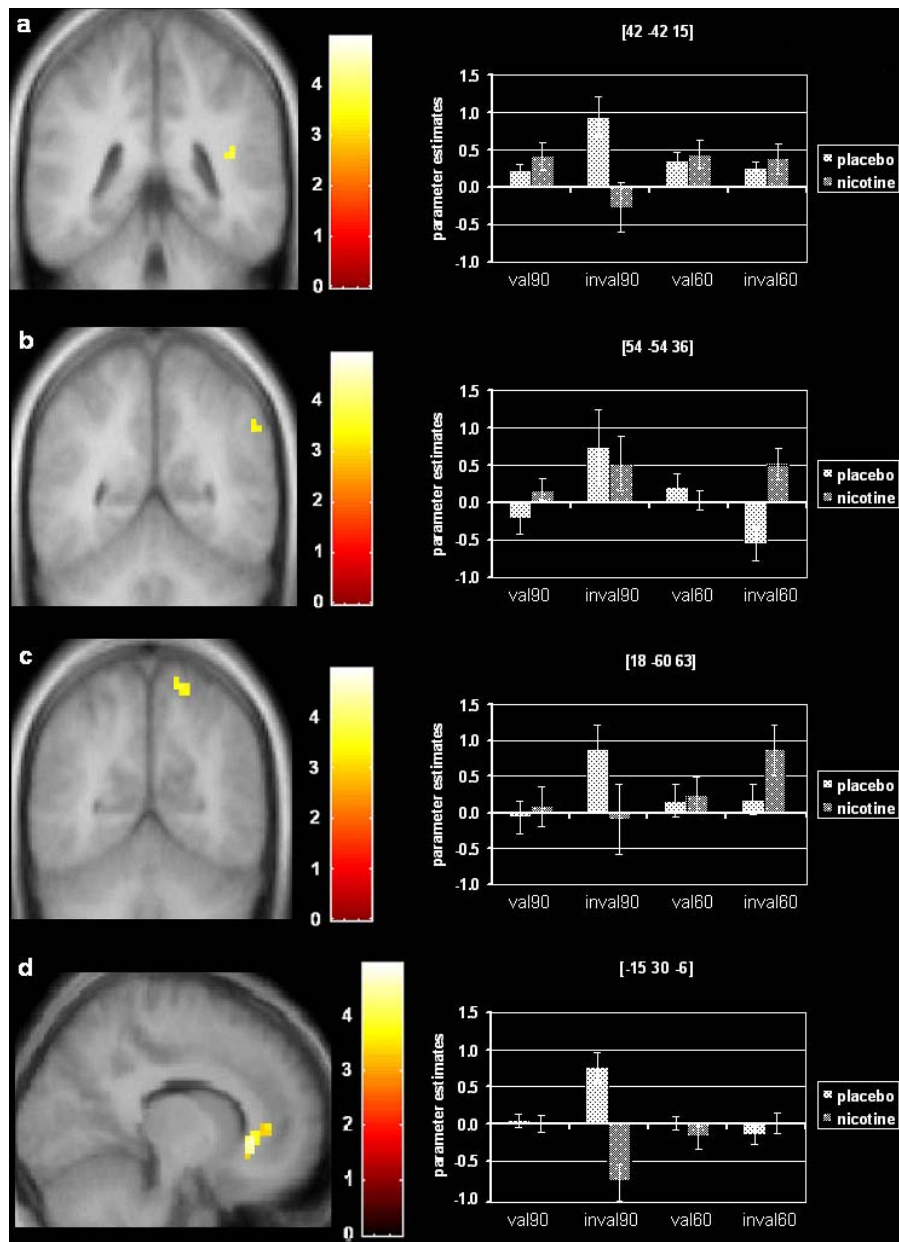 a
[42 -42 15]
4
3
2
1
0
parameter estimates
1.5
1.0
0.5
0.0
-0.5
-1.0
val90 inval90 val60 inval60
placebo
nicotine
b
[54 -54 36]
4
3
2
1
0
parameter estimates
1.5
1.0
0.5
0.0
-0.5
-1.0
val90 inval90 val60 inval60
placebo
nicotine
c
[18 -60 63]
4
3
2
1
0
parameter estimates
1.5
1.0
0.5
0.0
-0.5
-1.0
val90 inval90 val60 inval60
placebo
nicotine
d
[-15 30 -6]
4
3
2
1
0
parameter estimates
1.5
1.0
0.5
0.0
-0.5
-1.0
val90 inval90 val60 inval60
placebo
nicotine